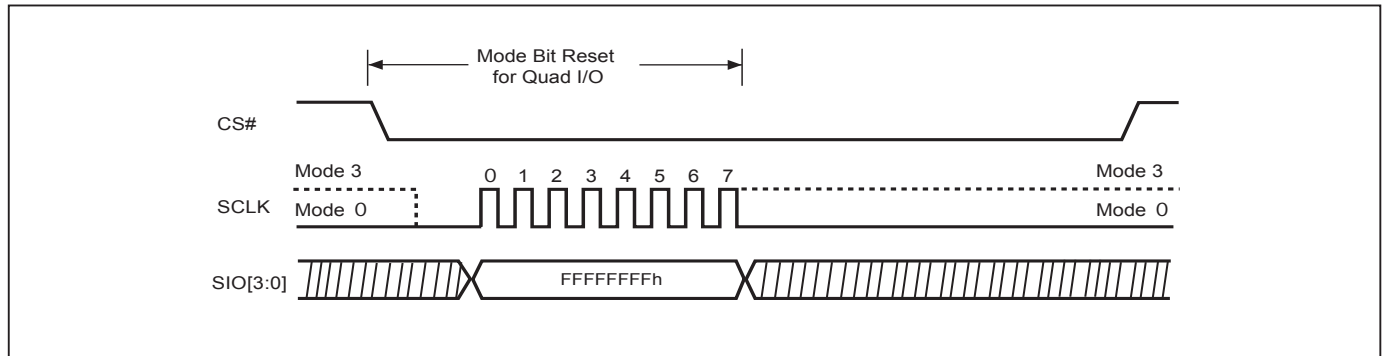 Mode Bit Reset
for Quad I/O
CS#
Mode 3
0 1 2 3 4 5 6 7
Mode 3
SCLK
Mode 0
Mode 0
SIO[3:0]
FFFFFFFFh